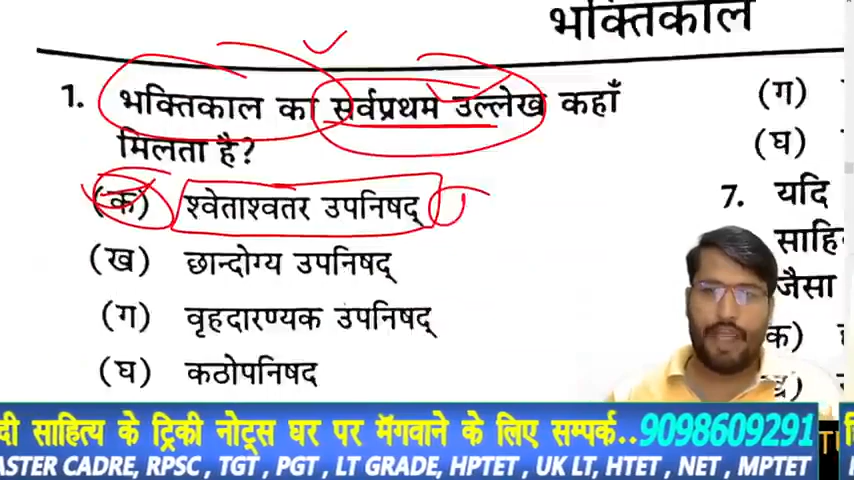 भक्तिकाल
1. भक्तिकाल का सर्वप्रथम उल्लेख कहाँ
मिलता है?
(क) श्वेताश्वतर उपनिषद्
(ख) छान्दोग्य उपनिषद्
(ग) वृहदारण्यक उपनिषद्
(घ) कठोपनिषद
(ग)
(घ)
7. यदि
साहि
जैसा
क)
दी साहित्य के ट्रिकी नोट्स घर पर मॅगवाने के लिए सम्पर्क..9098609291
ASTER CADRE, RPSC , TGT , PGT , LT GRADE, HPTET , UK LT, HTET , NET , MPTET